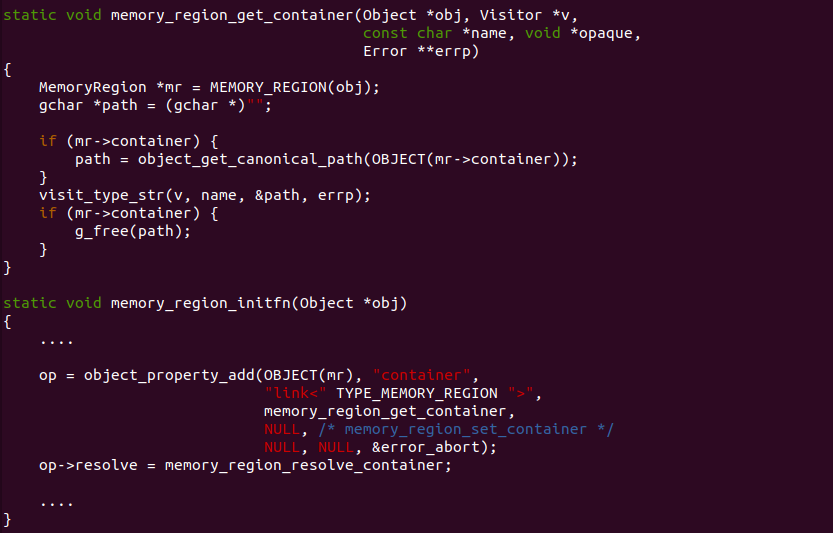 static void memory_region_get_container(Object *obj, Visitor *v,
                                        const char *name, void *opaque,
                                        Error **errp)
{
    MemoryRegion *mr = MEMORY_REGION(obj);
    gchar *path = (gchar *)"";

    if (mr->container) {
        path = object_get_canonical_path(OBJECT(mr->container));
    }
    visit_type_str(v, name, &path, errp);
    if (mr->container) {
        g_free(path);
    }
}

static void memory_region_initfn(Object *obj)
{
    ....

    op = object_property_add(OBJECT(mr), "container",
                             "link<" TYPE_MEMORY_REGION ">",
                             memory_region_get_container,
                             NULL, /* memory_region_set_container */
                             NULL, NULL, &error_abort);
    op->resolve = memory_region_resolve_container;

    ....
}